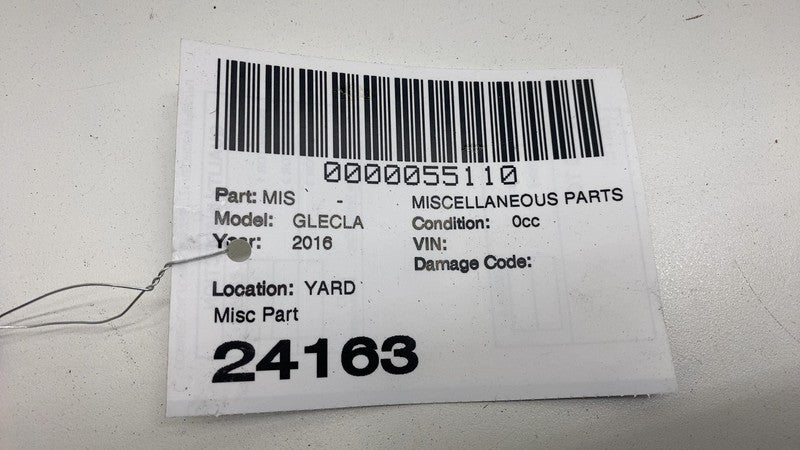 0000055110
Part: MIS - MISCELLANEOUS PARTS
Model: GLECLA Condition: 0cc
Year: 2016 VIN:
Damage Code:
Location: YARD
Misc Part
24163